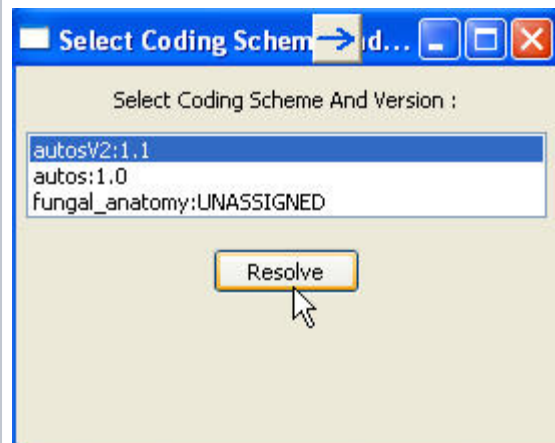 Select Coding Schem d...
Select Coding Scheme And Version :
autosV2:1.1
autos:1.0
fungal_anatomy:UNASSIGNED
Resolve